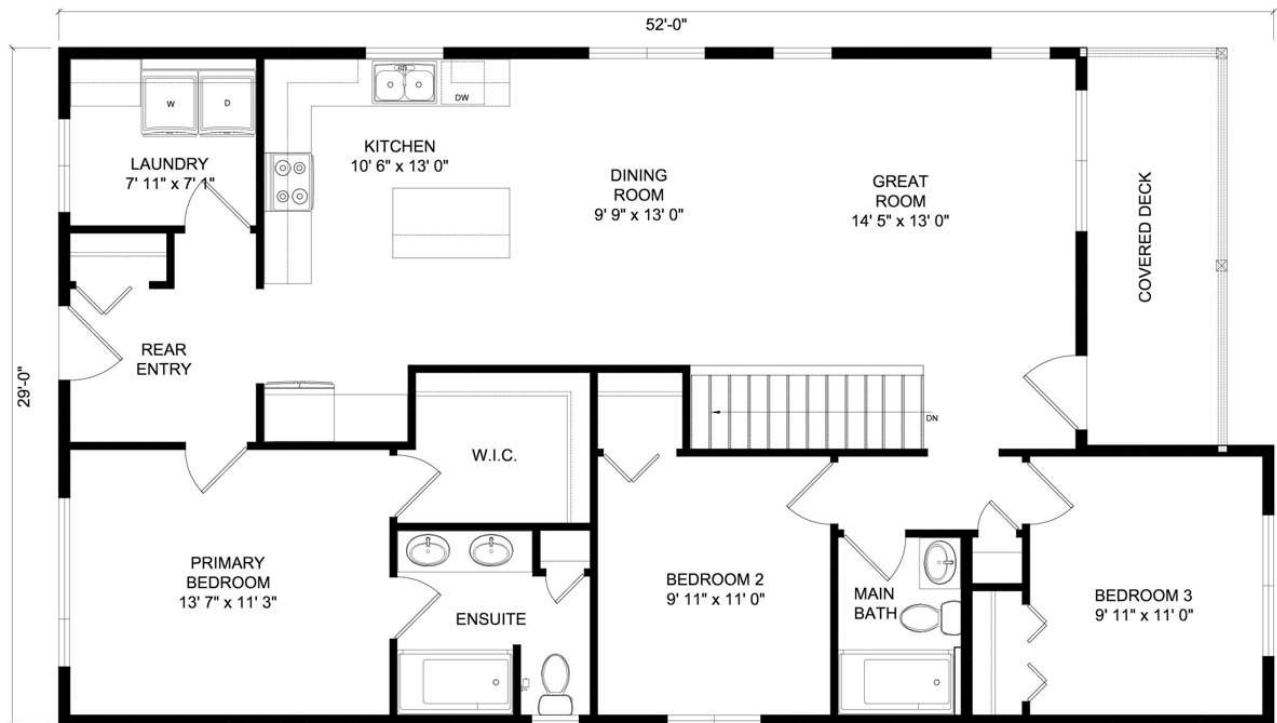 52'-0"
29'-0"
W
D
DW
LAUNDRY
7' 11" x 7' 1"
KITCHEN
10' 6" x 13' 0"
DINING
ROOM
9' 9" x 13' 0"
GREAT
ROOM
14' 5" x 13' 0"
COVERED DECK
REAR
ENTRY
DN
W.I.C.
PRIMARY
BEDROOM
13' 7" x 11' 3"
ENSUITE
BEDROOM 2
9' 11" x 11' 0"
MAIN
BATH
BEDROOM 3
9' 11" x 11' 0"